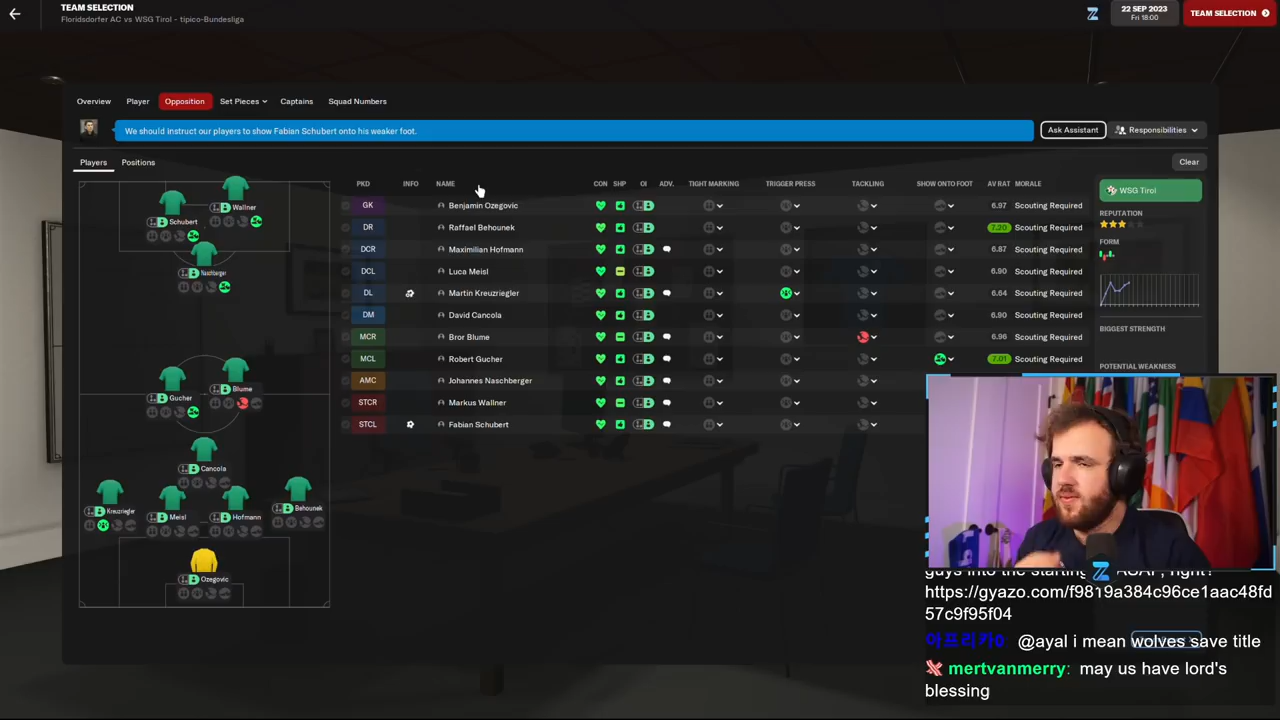 TEAM SELECTION
Floridsdorfer AC vs WSG Tirol - tipico-Bundesliga
22 SEP 2023
Fri 18:00
TEAM SELECTION
Overview Player Opposition Set Pieces Captains Squad Numbers
We should instruct our players to show Fabian Schubert onto his weaker foot.
Ask Assistant
Responsibilities
Players Positions
Clear
PKD INFO NAME CON SHP OI ADV. TIGHT MARKING TRIGGER PRESS TACKLING SHOW ONTO FOOT AV RAT MORALE
GK Benjamin Ozegovic 6.97 Scouting Required
DR Raffael Behounek 7.20 Scouting Required
DCR Maximilian Hofmann 6.87 Scouting Required
DCL Luca Meisl 6.90 Scouting Required
DL Martin Kreuzriegler 6.64 Scouting Required
DM David Cancola 6.90 Scouting Required
MCR Bror Blume 6.96 Scouting Required
MCL Robert Gucher 7.01 Scouting Required
AMC Johannes Naschberger
STCR Markus Wallner
STCL Fabian Schubert
Wallner
Schubert
Naschberger
Blume
Gucher
Cancola
Kreuzriegler
Meisl
Hofmann
Behounek
Ozegovic
WSG Tirol
REPUTATION
FORM
BIGGEST STRENGTH
POTENTIAL WEAKNESS
https://gyazo.com/f9819a384c96ce1aac48fd
57c9f95f04
아프리카0: @ayal i mean wolves save title
mertvanmerry: may us have lord's
blessing